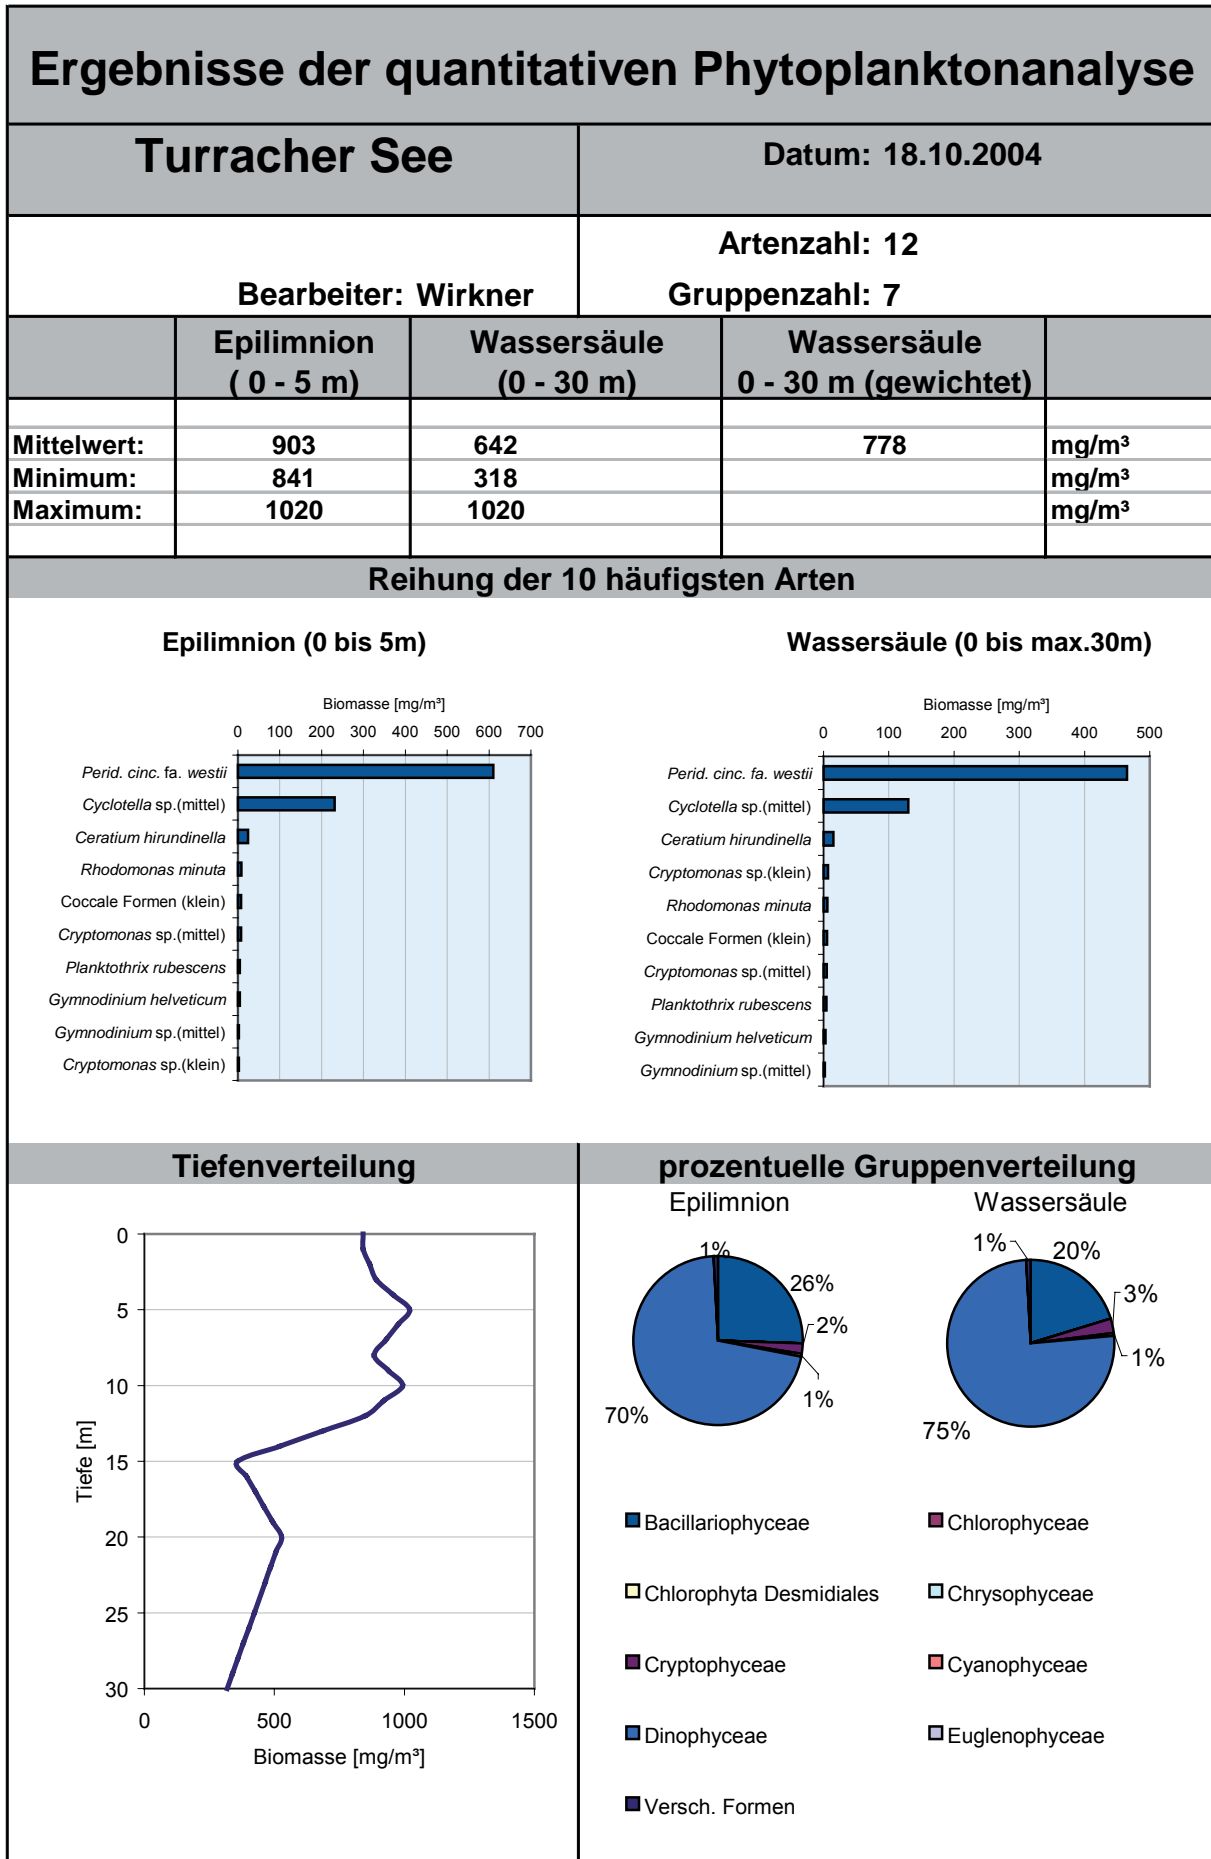 Ergebnisse der quantitativen Phytoplanktonanalyse
Turracher See
Datum: 18.10.2004
Artenzahl: 12
Bearbeiter: Wirkner
Gruppenzahl: 7
Epilimnion ( 0 - 5 m)
Wassersäule (0 - 30 m)
Wassersäule 0 - 30 m (gewichtet)
Mittelwert: 903 642 778 mg/m³
Minimum: 841 318 mg/m³
Maximum: 1020 1020 mg/m³
Reihung der 10 häufigsten Arten
Epilimnion (0 bis 5m)
Biomasse [mg/m³]
0 100 200 300 400 500 600 700
Perid. cinc. fa. westii
Cyclotella sp.(mittel)
Ceratium hirundinella
Rhodomonas minuta
Coccale Formen (klein)
Cryptomonas sp.(mittel)
Planktothrix rubescens
Gymnodinium helveticum
Gymnodinium sp.(mittel)
Cryptomonas sp.(klein)
Wassersäule (0 bis max.30m)
Biomasse [mg/m³]
0 100 200 300 400 500
Perid. cinc. fa. westii
Cyclotella sp.(mittel)
Ceratium hirundinella
Cryptomonas sp.(klein)
Rhodomonas minuta
Coccale Formen (klein)
Cryptomonas sp.(mittel)
Planktothrix rubescens
Gymnodinium helveticum
Gymnodinium sp.(mittel)
Tiefenverteilung
Tiefe [m]
0
5
10
15
20
25
30
0 500 1000 1500
Biomasse [mg/m³]
prozentuelle Gruppenverteilung
Epilimnion
1%
26%
2%
1%
70%
Wassersäule
1%
20%
3%
1%
75%
Bacillariophyceae
Chlorophyceae
Chlorophyta Desmidiales
Chrysophyceae
Cryptophyceae
Cyanophyceae
Dinophyceae
Euglenophyceae
Versch. Formen